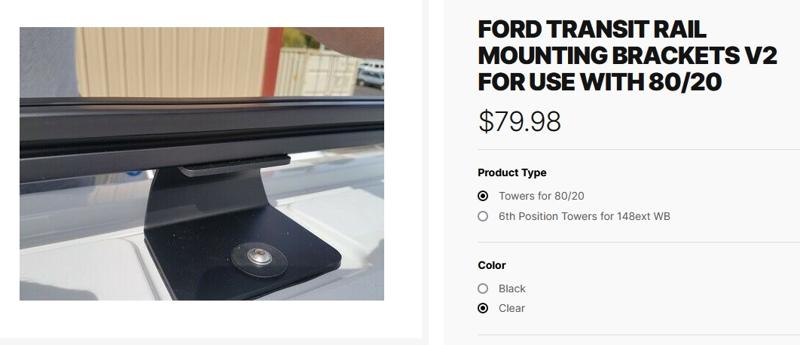 FORD TRANSIT RAIL
MOUNTING BRACKETS V2
FOR USE WITH 80/20
$79.98
Product Type
Towers for 80/20
6th Position Towers for 148ext WB
Color
Black
Clear